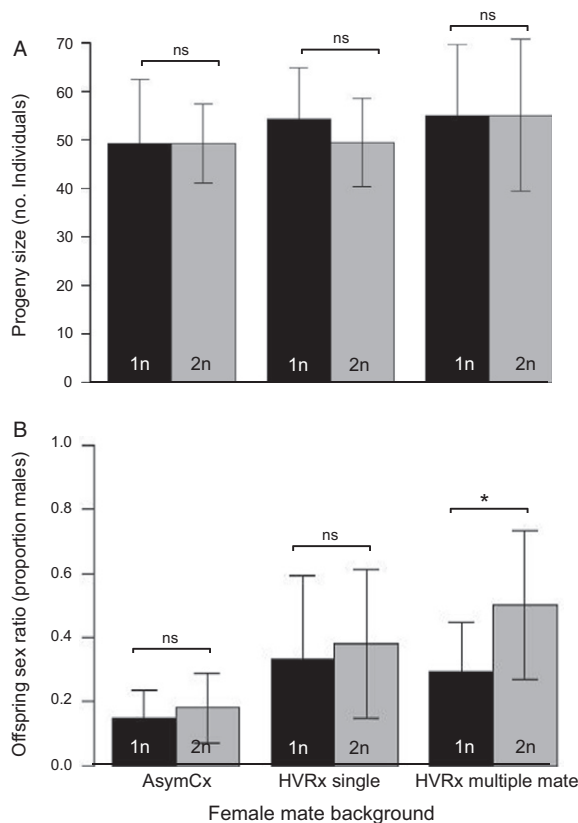 A
Progeny size (no. Individuals)
70
60
50
40
30
20
10
0
ns
ns
ns
1n
2n
1n
2n
1n
2n
B
Offspring sex ratio (proportion males)
1.0
0.8
0.6
0.4
0.2
0.0
ns
ns
*
1n
2n
1n
2n
1n
2n
AsymCx
HVRx single
HVRx multiple mate
Female mate background